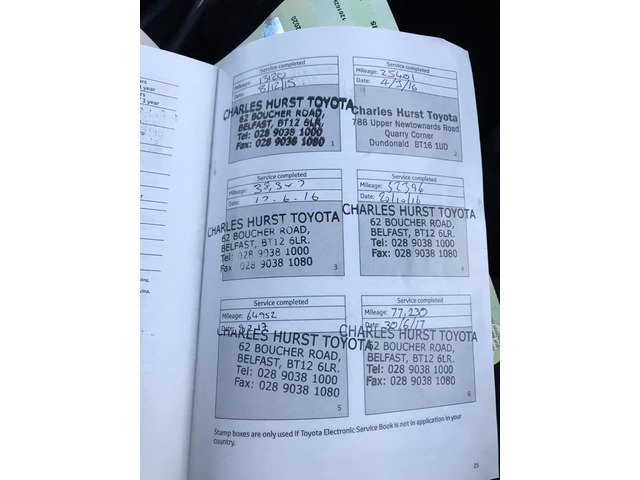 Service completed
Mileage: 13120
Date: 8/12/15
CHARLES HURST TOYOTA
62 BOUCHER ROAD,
BELFAST, BT12 6LR.
Tel: 028 9038 1000
Fax: 028 9038 1080
1
Service completed
Mileage: 25401
Date: 4/3/16
Charles Hurst Toyota
788 Upper Newtownards Road
Quarry Corner
Dundonald BT16 1UD
2
Service completed
Mileage: 38,347
Date: 17.6.16
CHARLES HURST TOYOTA
62 BOUCHER ROAD,
BELFAST, BT12 6LR.
Tel: 028 9038 1000
Fax: 028 9038 1080
3
Service completed
Mileage: 52396
Date: 20/10/16
CHARLES HURST TOYOTA
62 BOUCHER ROAD,
BELFAST, BT12 6LR.
Tel: 028 9038 1000
Fax: 028 9038 1080
4
Service completed
Mileage: 64952
Date:
CHARLES HURST TOYOTA
62 BOUCHER ROAD,
BELFAST, BT12 6LR.
Tel: 028 9038 1000
Fax: 028 9038 1080
5
Service completed
Mileage: 77,230
Date: 30/6/17
CHARLES HURST TOYOTA
62 BOUCHER ROAD,
BELFAST, BT12 6LR.
Tel: 028 9038 1000
Fax: 028 9038 1080
6
Stamp boxes are only used if Toyota Electronic Service Book is not in application in your
country.
23